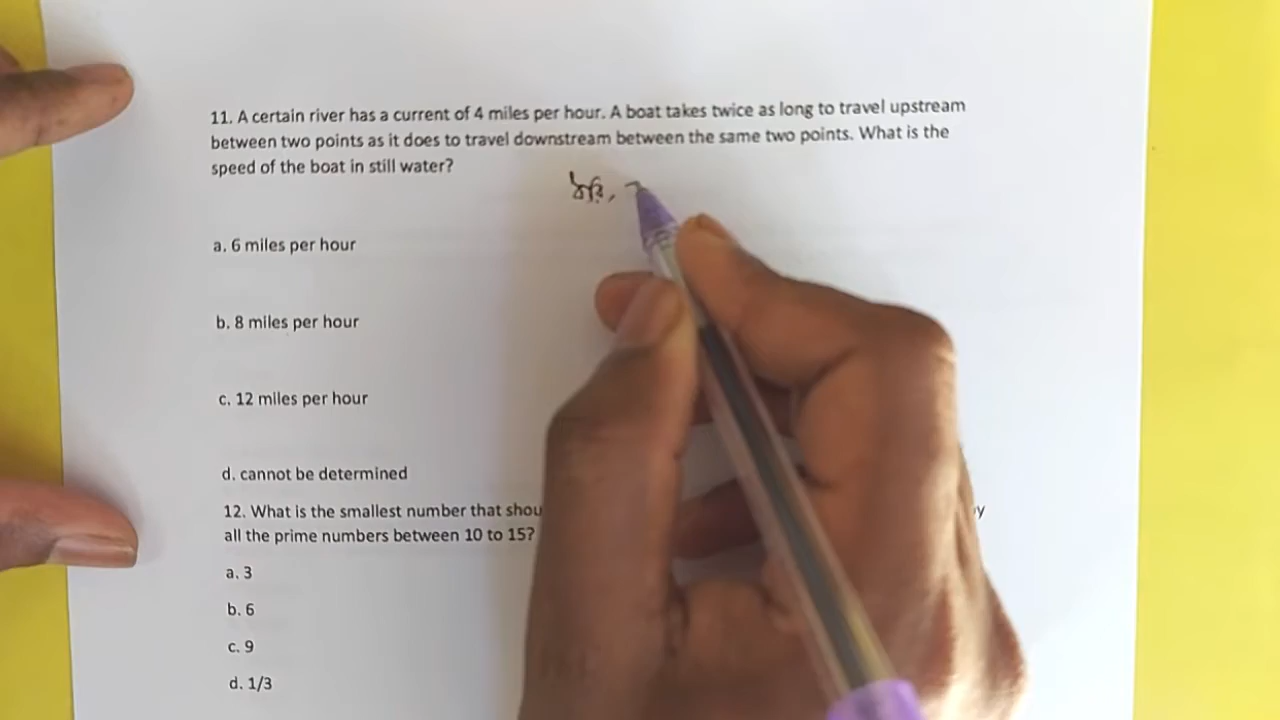 11. A certain river has a current of 4 miles per hour. A boat takes twice as long to travel upstream
between two points as it does to travel downstream between the same two points. What is the
speed of the boat in still water?
ধরি,
a. 6 miles per hour
b. 8 miles per hour
c. 12 miles per hour
d. cannot be determined
12. What is the smallest number that shou
all the prime numbers between 10 to 15?
a. 3
b. 6
c. 9
d. 1/3